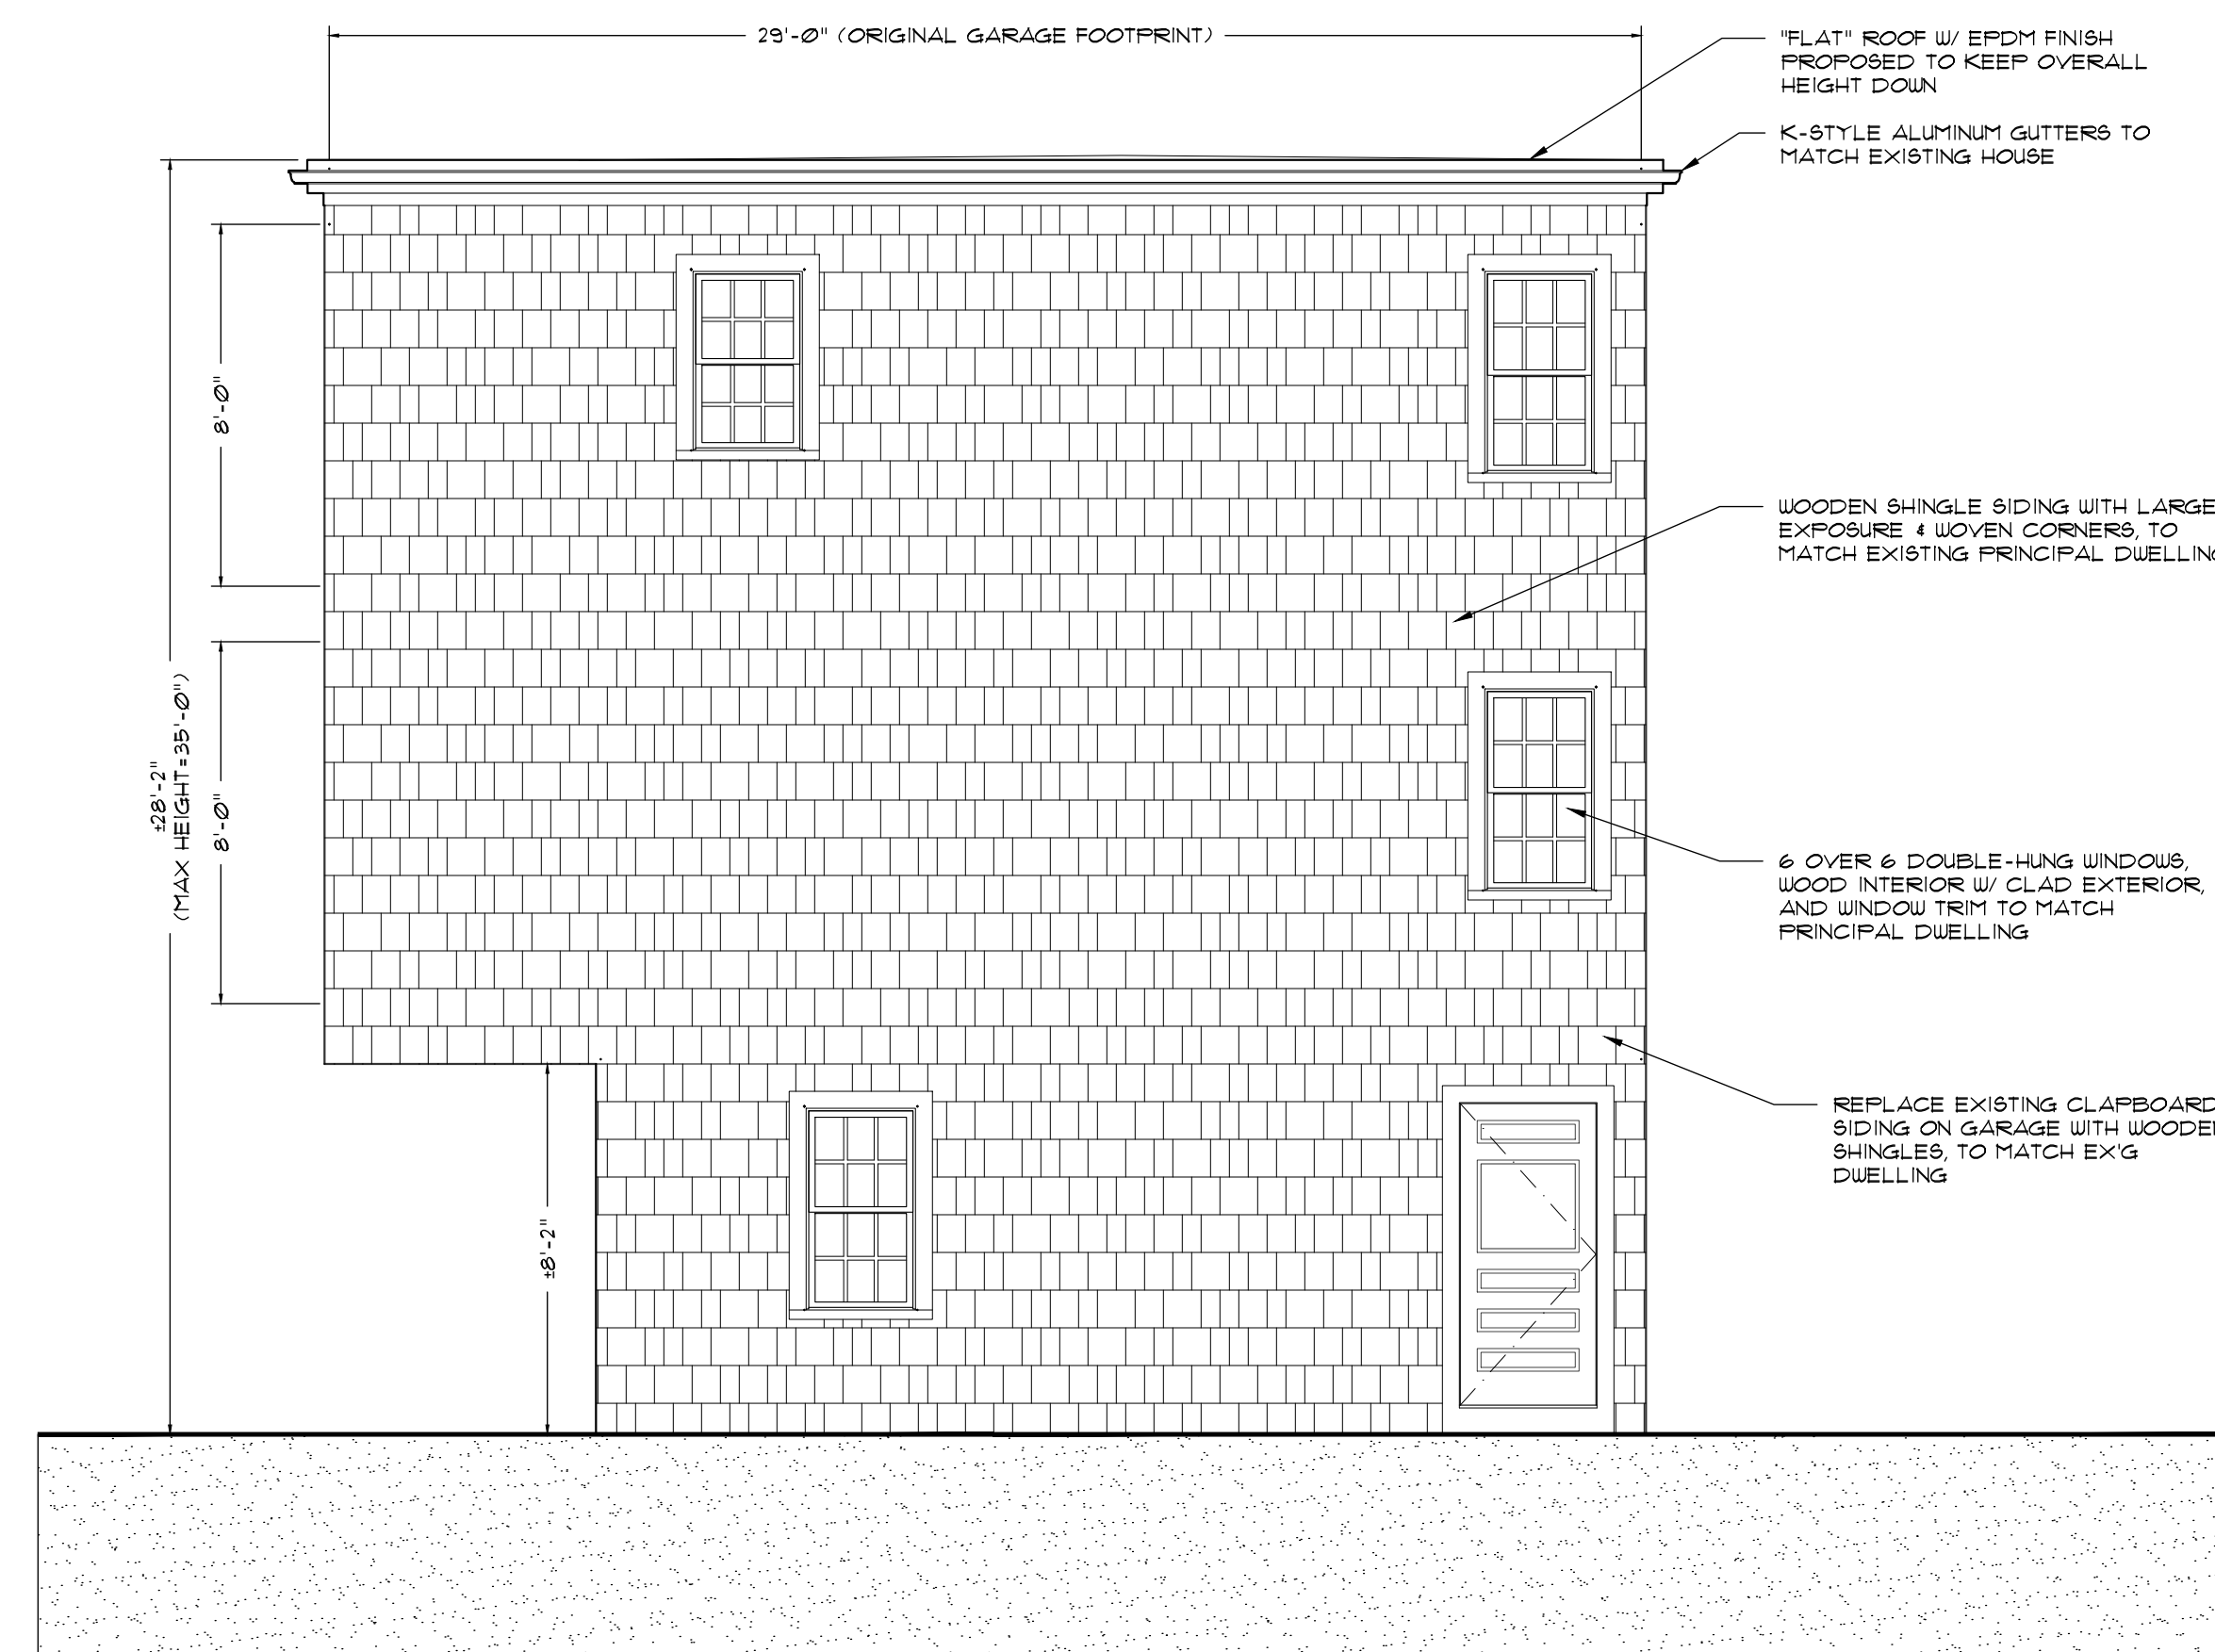 29'-0" (ORIGINAL GARAGE FOOTPRINT)
"FLAT" ROOF W/ EPDM FINISH
PROPOSED TO KEEP OVERALL
HEIGHT DOWN
K-STYLE ALUMINUM GUTTERS TO
MATCH EXISTING HOUSE
8'-0"
WOODEN SHINGLE SIDING WITH LARGE
EXPOSURE & WOVEN CORNERS, TO
MATCH EXISTING PRINCIPAL DWELLING
±28'-2"
(MAX HEIGHT=35'-0")
8'-0"
6 OVER 6 DOUBLE-HUNG WINDOWS,
WOOD INTERIOR W/ CLAD EXTERIOR,
AND WINDOW TRIM TO MATCH
PRINCIPAL DWELLING
REPLACE EXISTING CLAPBOARD
SIDING ON GARAGE WITH WOODEN
SHINGLES, TO MATCH EX'G
DWELLING
±8'-2"